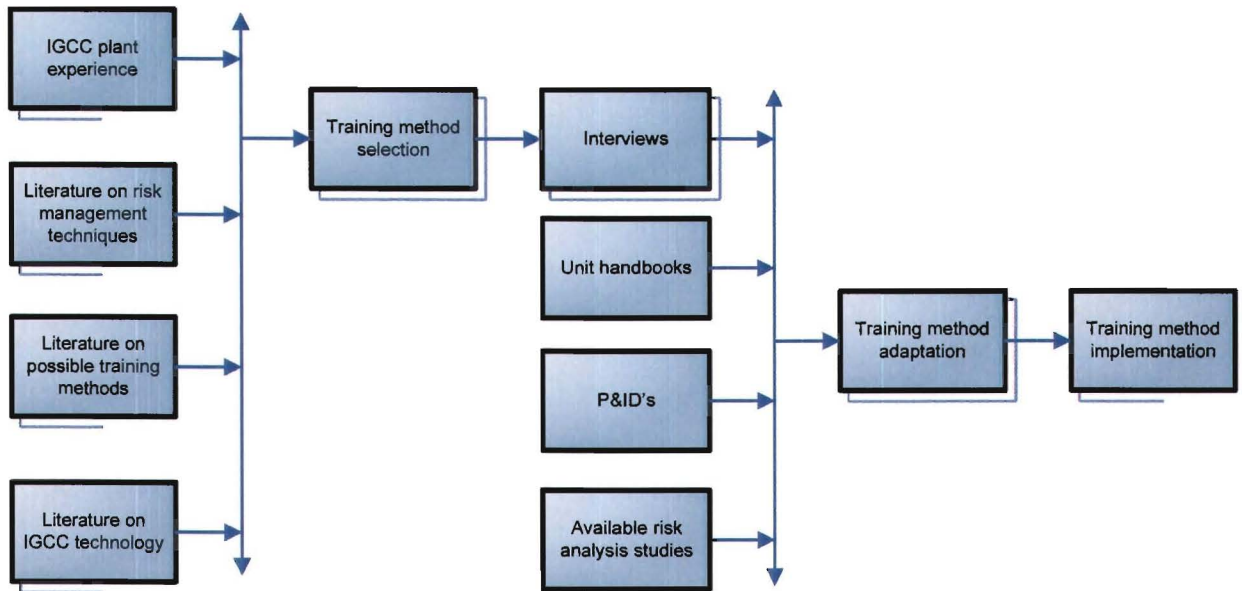 IGCC plant
experience
Literature on risk
management
techniques
Literature on
possible training
methods
Literature on
IGCC technology
Training method
selection
Interviews
Unit handbooks
P&ID's
Available risk
analysis studies
Training method
adaptation
Training method
implementation